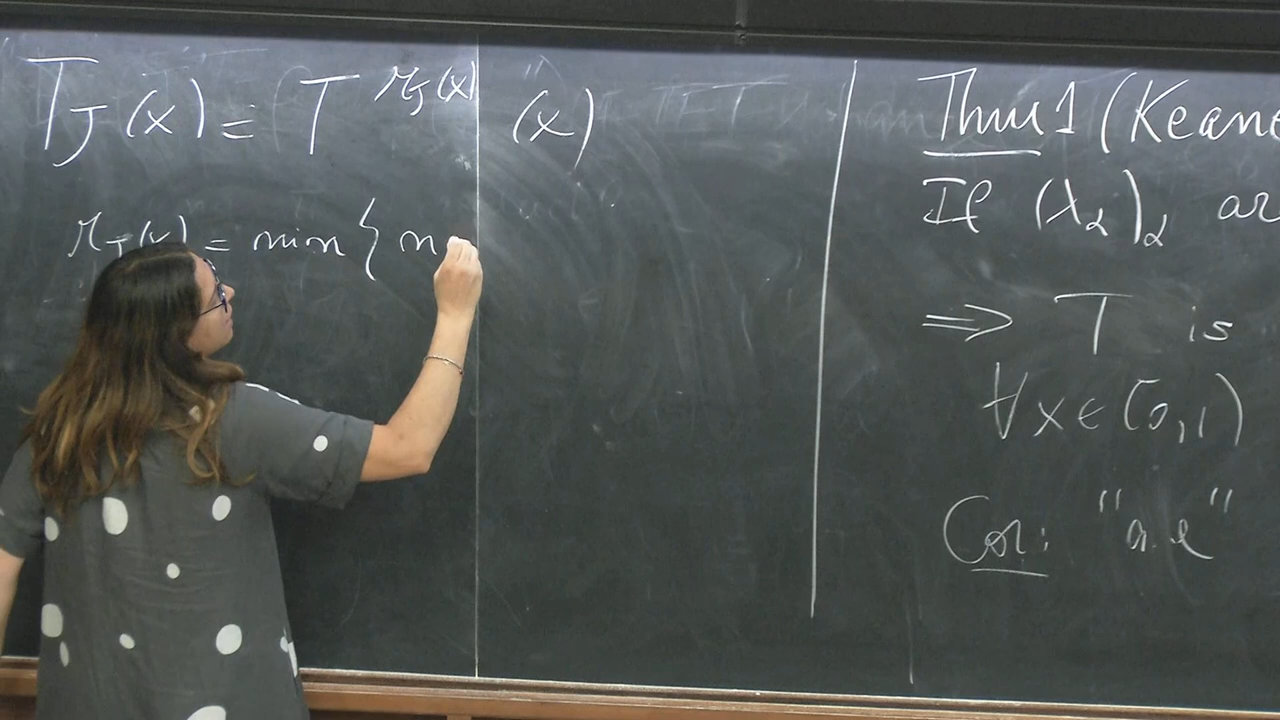 T_J(x) = T^{r_J(x)} (x)
r_J(x) = min { n
Thm 1 (Keane
If (λ_α)_α ar
⟹ T is
∀x∈(0,1)
Cor: "a.e"